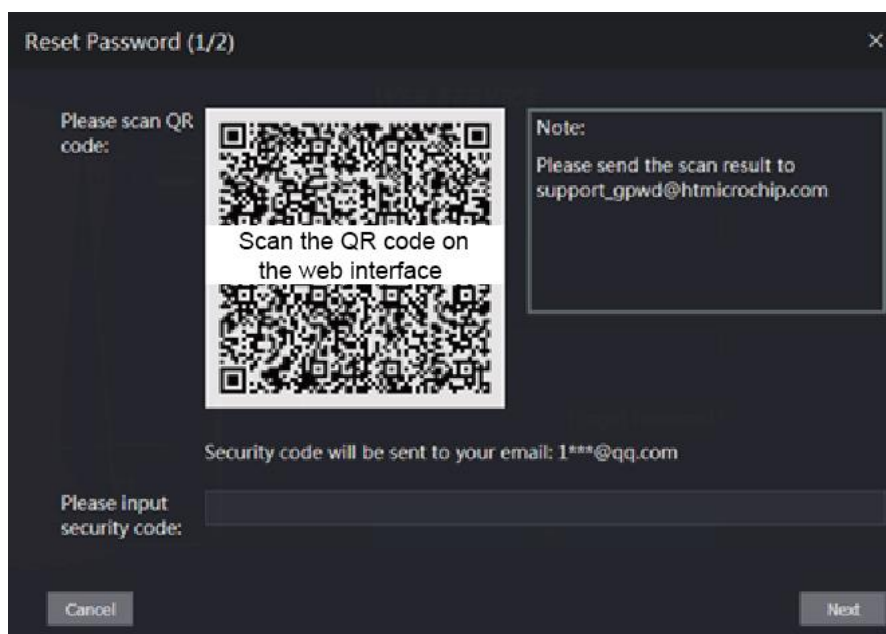 Reset Password (1/2)
×
Please scan QR
code:
Scan the QR code on
the web interface
Note:
Please send the scan result to
support_gpwd@htmicrochip.com
Security code will be sent to your email: 1***@qq.com
Please input
security code:
Cancel
Next